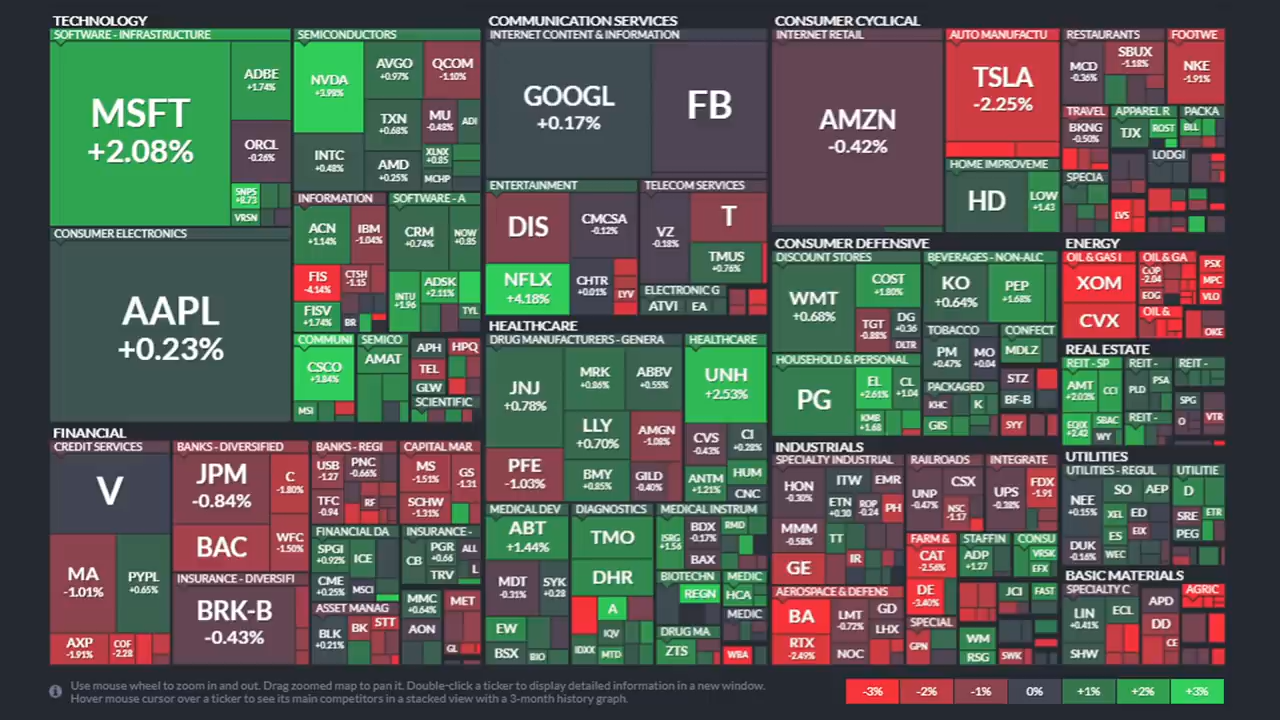 TECHNOLOGY
SOFTWARE - INFRASTRUCTURE
MSFT
+2.08%
ADBE
+1.74%
ORCL
-0.26%
SNPS
+8.73
VRSN
CONSUMER ELECTRONICS
AAPL
+0.23%
SEMICONDUCTORS
NVDA
+3.98%
AVGO
+0.97%
QCOM
-1.10%
TXN
+0.68%
MU
-0.48%
ADI
INTC
+0.48%
AMD
+0.25%
XLNX
+0.85
MCHP
INFORMATION
ACN
+1.14%
IBM
-1.04%
FIS
-4.14%
CTSH
-1.15
FISV
+1.74%
BR
SOFTWARE - A
CRM
+0.74%
NOW
+0.85
INTU
+1.96
ADSK
+2.11%
TYL
COMMUNI
CSCO
+3.84%
MSI
SEMICO
AMAT
APH
HPQ
TEL
GLW
SCIENTIFIC
COMMUNICATION SERVICES
INTERNET CONTENT & INFORMATION
GOOGL
+0.17%
FB
ENTERTAINMENT
DIS
CMCSA
-0.12%
NFLX
+4.18%
CHTR
+0.01%
LYV
TELECOM SERVICES
VZ
-0.18%
T
TMUS
+0.76%
ELECTRONIC G
ATVI
EA
CONSUMER CYCLICAL
INTERNET RETAIL
AMZN
-0.42%
AUTO MANUFACTU
TSLA
-2.25%
HOME IMPROVEME
HD
LOW
+1.43
RESTAURANTS
MCD
-0.36%
SBUX
-1.18%
FOOTWE
NKE
-1.91%
TRAVEL
BKNG
-0.50%
APPAREL R
TJX
ROST
PACKA
BLL
LODGI
SPECIA
LVS
FINANCIAL
CREDIT SERVICES
V
MA
-1.01%
PYPL
+0.65%
AXP
-1.91%
COF
-2.28
BANKS - DIVERSIFIED
JPM
-0.84%
C
-1.80%
BAC
WFC
-1.50%
INSURANCE - DIVERSIFI
BRK-B
-0.43%
BANKS - REGI
USB
-1.27
PNC
-0.66%
TFC
-0.94
RF
CAPITAL MAR
MS
-1.51%
GS
-1.31
SCHW
-1.31%
FINANCIAL DA
SPGI
+0.92%
ICE
CME
+0.25%
MSCI
INSURANCE -
CB
PGR
+0.66
ALL
TRV
L
MMC
+0.64%
MET
AON
GL
ASSET MANAG
BLK
+0.21%
BK
STT
HEALTHCARE
DRUG MANUFACTURERS - GENERA
JNJ
+0.78%
MRK
+0.86%
ABBV
+0.55%
LLY
+0.70%
AMGN
-1.08%
PFE
-1.03%
BMY
+0.85%
GILD
-0.40%
HEALTHCARE
UNH
+2.53%
CVS
-0.43%
CI
+0.28%
ANTM
+1.21%
HUM
CNC
MEDICAL DEV
ABT
+1.44%
MDT
-0.31%
SYK
+0.28
EW
BSX
BIO
DIAGNOSTICS
TMO
DHR
A
IQV
IDXX
MTD
MEDICAL INSTRUM
ISRG
+1.56
BDX
-0.17%
RMD
BAX
BIOTECHN
REGN
MEDIC
HCA
MEDIC
DRUG MA
ZTS
WBA
CONSUMER DEFENSIVE
DISCOUNT STORES
WMT
+0.68%
COST
+1.80%
TGT
-0.88%
DG
+0.36
DLTR
BEVERAGES - NON-ALC
KO
+0.64%
PEP
+1.68%
HOUSEHOLD & PERSONAL
PG
EL
+2.61%
CL
+1.04
KMB
+1.68
TOBACCO
PM
+0.47%
MO
+0.04
CONFECT
MDLZ
STZ
BF-B
PACKAGED
KHC
K
GIS
SYY
ENERGY
OIL & GAS I
XOM
CVX
OIL & GA
COP
-2.04
EOG
PSX
MPC
VLO
OIL &
OKE
REAL ESTATE
REIT - SP
AMT
+2.03%
CCI
EQIX
+2.42
SBAC
WY
REIT -
PLD
PSA
REIT -
REIT -
SPG
O
VTR
INDUSTRIALS
SPECIALTY INDUSTRIAL
HON
-0.30%
ITW
EMR
ETN
+0.30
ROP
-0.24
PH
MMM
-0.58%
TT
GE
IR
RAILROADS
UNP
-0.47%
CSX
NSC
-1.17
INTEGRATE
UPS
-0.38%
FDX
-1.91
FARM &
CAT
-2.56%
DE
-3.40%
STAFFIN
ADP
+1.27
CONSU
VRSK
EFX
JCI
FAST
AEROSPACE & DEFENS
BA
LMT
-0.72%
GD
LHX
RTX
-2.49%
NOC
SPECIAL
GPN
WM
RSG
SWK
UTILITIES
UTILITIES - REGUL
NEE
+0.15%
SO
AEP
XEL
ED
DUK
-0.16%
ES
EIX
WEC
UTILITIE
D
SRE
ETR
PEG
BASIC MATERIALS
SPECIALTY C
LIN
+0.41%
ECL
SHW
APD
AGRIC
DD
CE
Use mouse wheel to zoom in and out. Drag zoomed map to pan it. Double-click a ticker to display detailed information in a new window.
Hover mouse cursor over a ticker to see its main competitors in a stacked view with a 3-month history graph.
-3% -2% -1% 0% +1% +2% +3%